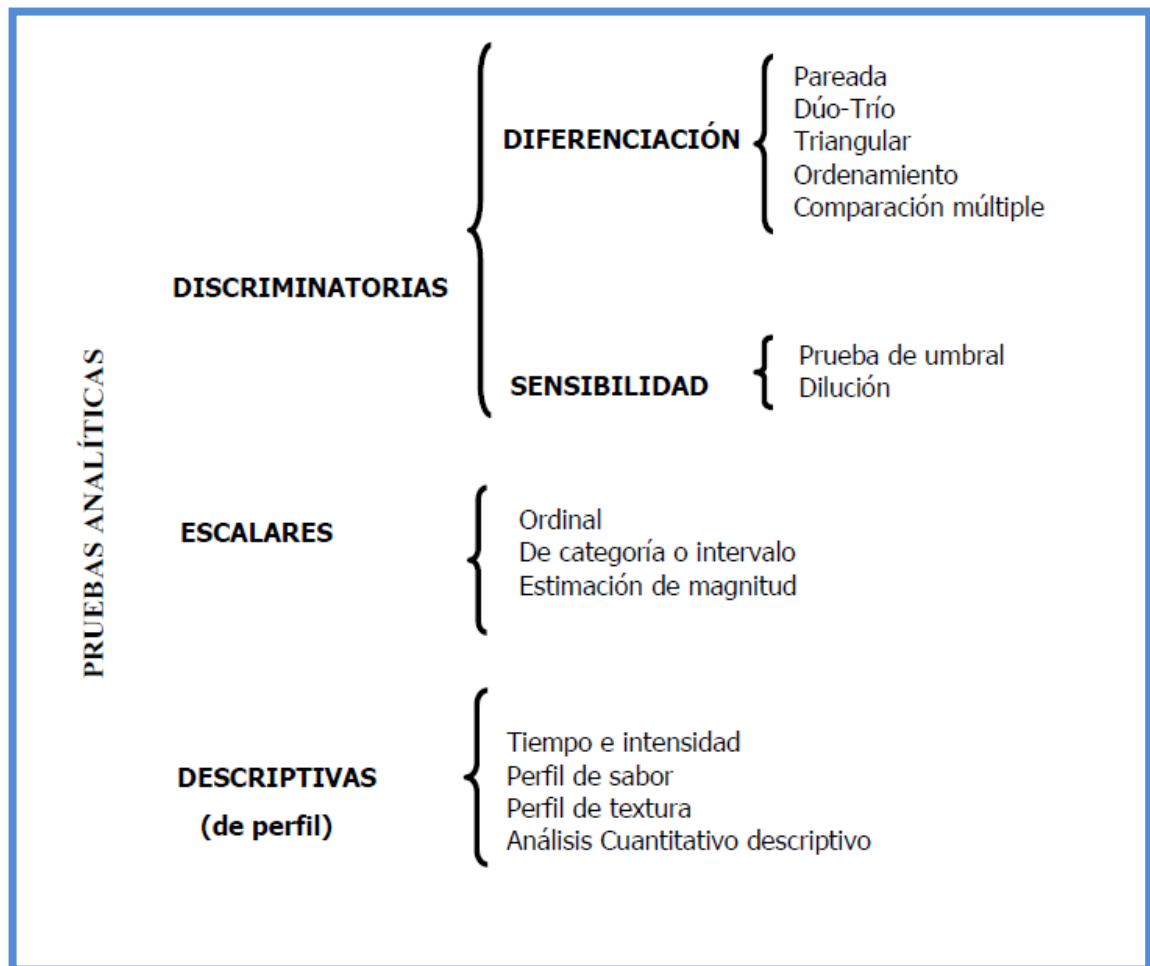 PRUEBAS ANALÍTICAS
DISCRIMINATORIAS
DIFERENCIACIÓN
Pareada
Dúo-Trío
Triangular
Ordenamiento
Comparación múltiple
SENSIBILIDAD
Prueba de umbral
Dilución
ESCALARES
Ordinal
De categoría o intervalo
Estimación de magnitud
DESCRIPTIVAS
(de perfil)
Tiempo e intensidad
Perfil de sabor
Perfil de textura
Análisis Cuantitativo descriptivo